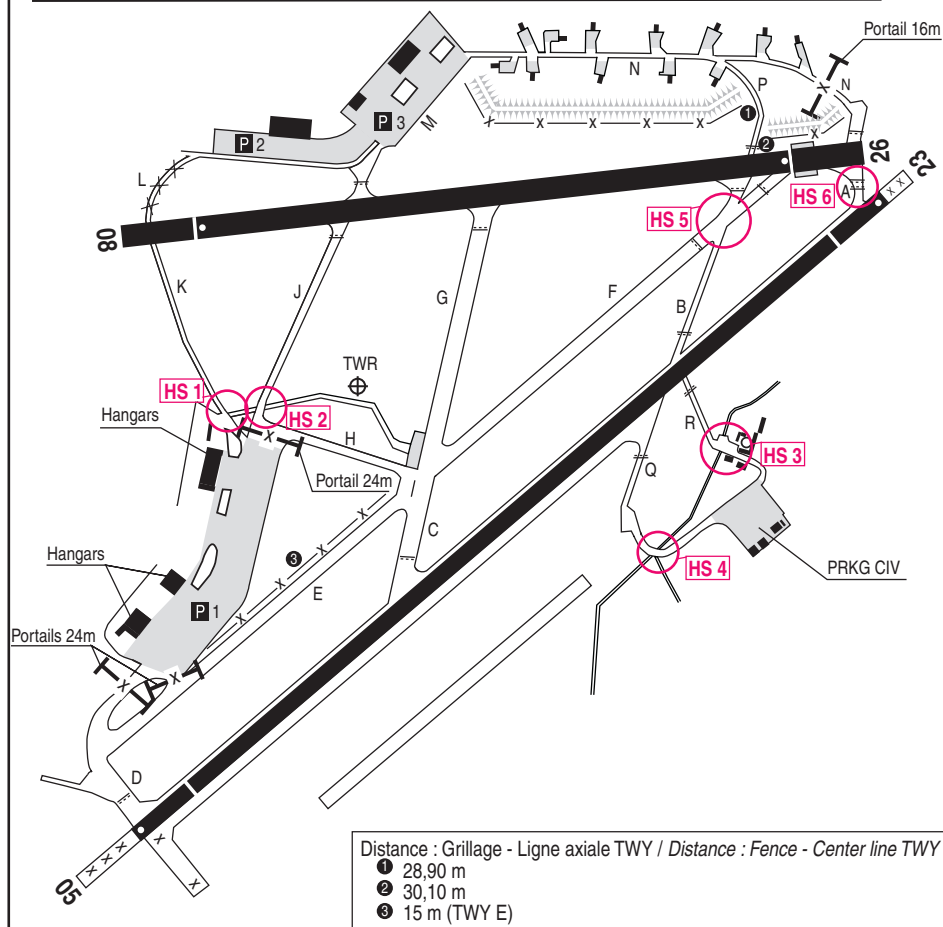 Portail 16m
N
P
N
M
P 3
P 2
1
2
L
26
23
A
HS 6
HS 5
08
K
J
G
F
B
TWR
HS 1
HS 2
Hangars
H
R
HS 3
Portail 24m
Q
I
C
HS 4
3
Hangars
E
PRKG CIV
P 1
Portails 24m
D
05
Distance : Grillage - Ligne axiale TWY / Distance : Fence - Center line TWY
1 28,90 m
2 30,10 m
3 15 m (TWY E)